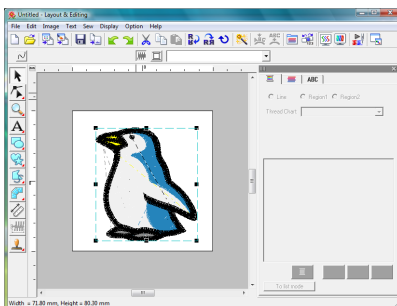 Untitled - Layout & Editing
File Edit Image Text Sew Display Option Help
ABC
ABC
Line Region1 Region2
Thread Chart
To list mode
Width = 71.80 mm, Height = 80.30 mm